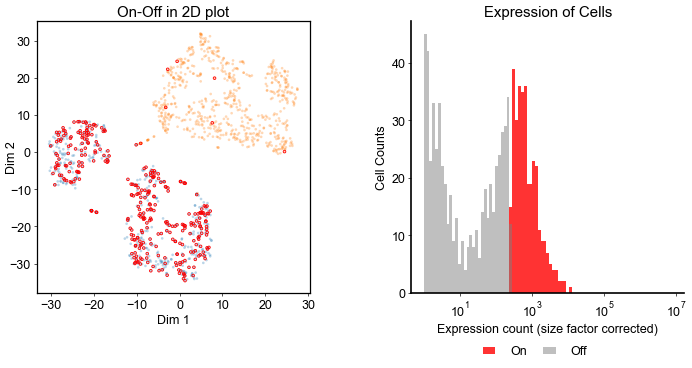 On-Off in 2D plot
30
20
10
0
−10
−20
−30
Dim 2
−30 −20 −10 0 10 20 30
Dim 1
Expression of Cells
40
30
20
10
0
Cell Counts
10^1 10^3 10^5 10^7
Expression count (size factor corrected)
On Off